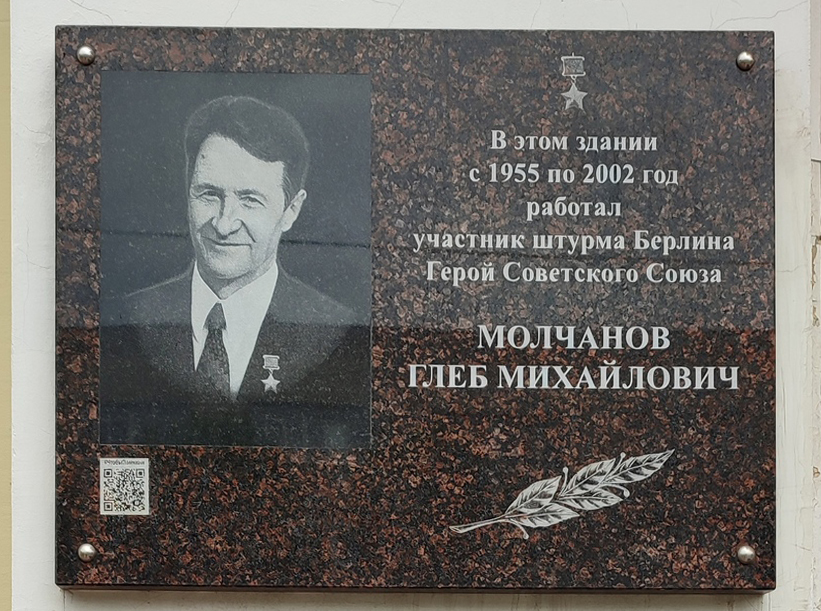 В этом здании
с 1955 по 2002 год
работал
участник штурма Берлина
Герой Советского Союза
МОЛЧАНОВ
ГЛЕБ МИХАЙЛОВИЧ